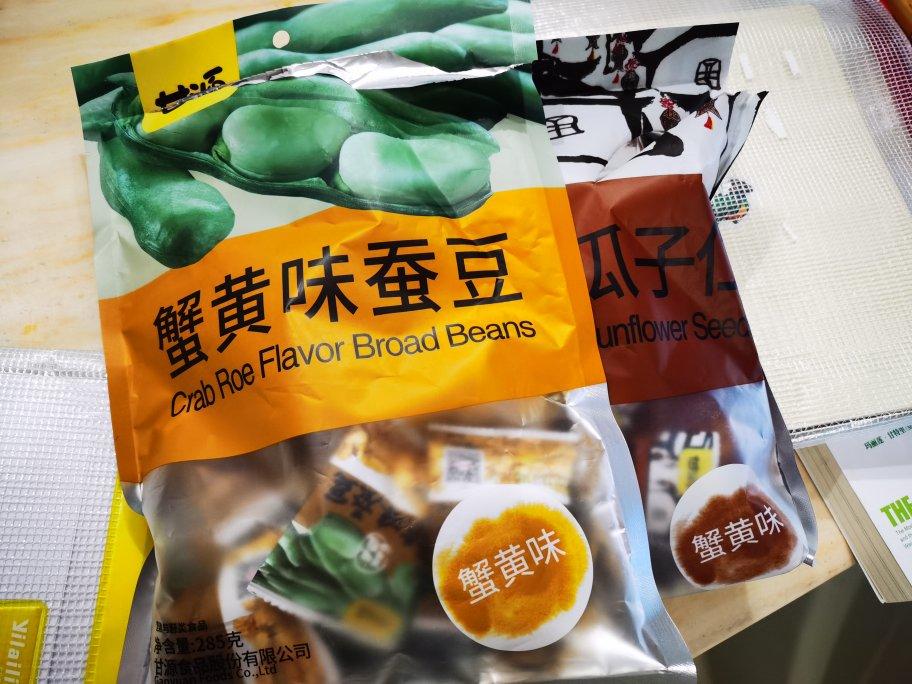 甘源
蟹黄味蚕豆
Crab Roe Flavor Broad Beans
蟹黄味
净含量:285克
甘源食品股份有限公司
Ganyuan Foods Co.,Ltd
瓜子仁
unflower Seed
蟹黄味
THE